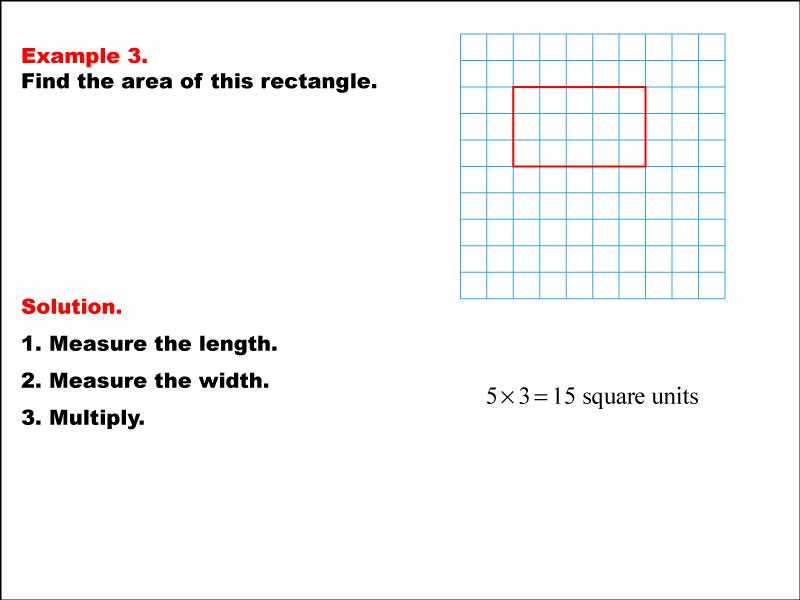 Example 3.
Find the area of this rectangle.
Solution.
1. Measure the length.
2. Measure the width.
3. Multiply.
5 × 3 = 15 square units